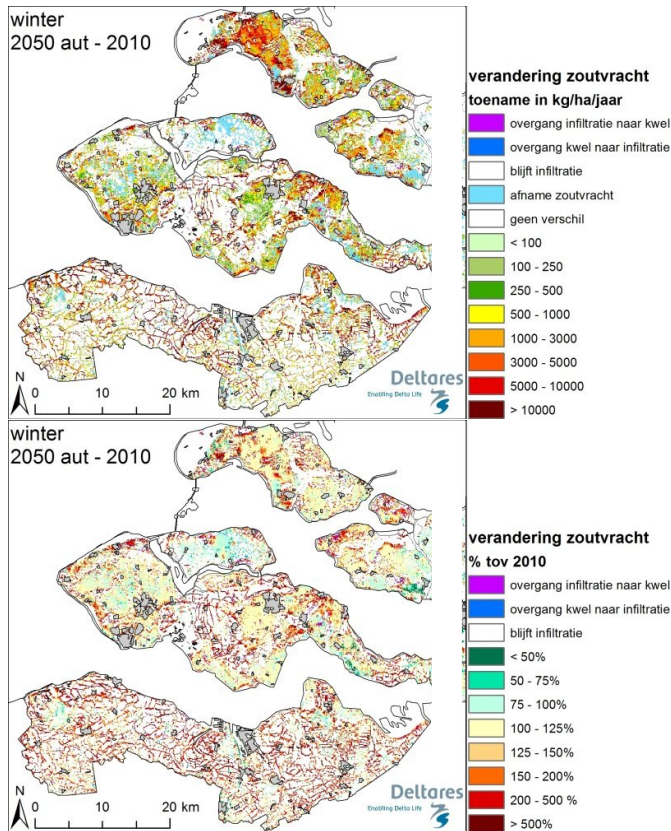 winter
2050 aut - 2010
N
0 10 20 km
Deltares
Enabling Delta Life
verandering zoutvracht
toename in kg/ha/jaar
overgang infiltratie naar kwel
overgang kwel naar infiltratie
blijft infiltratie
afname zoutvracht
geen verschil
< 100
100 - 250
250 - 500
500 - 1000
1000 - 3000
3000 - 5000
5000 - 10000
> 10000
winter
2050 aut - 2010
N
0 10 20 km
Deltares
Enabling Delta Life
verandering zoutvracht
% tov 2010
overgang infiltratie naar kwel
overgang kwel naar infiltratie
blijft infiltratie
< 50%
50 - 75%
75 - 100%
100 - 125%
125 - 150%
150 - 200%
200 - 500 %
> 500%